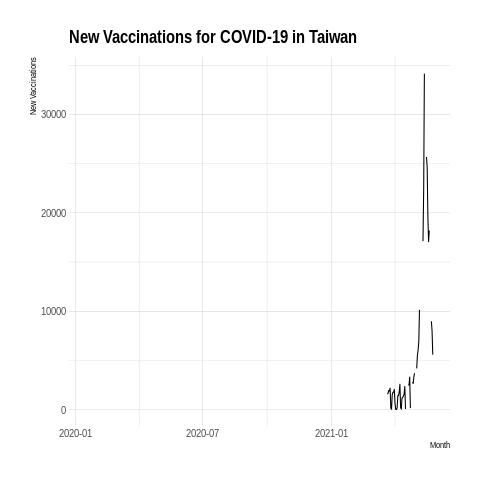 New Vaccinations for COVID-19 in Taiwan
New Vaccinations
30000
20000
10000
0
2020-01
2020-07
2021-01
Month